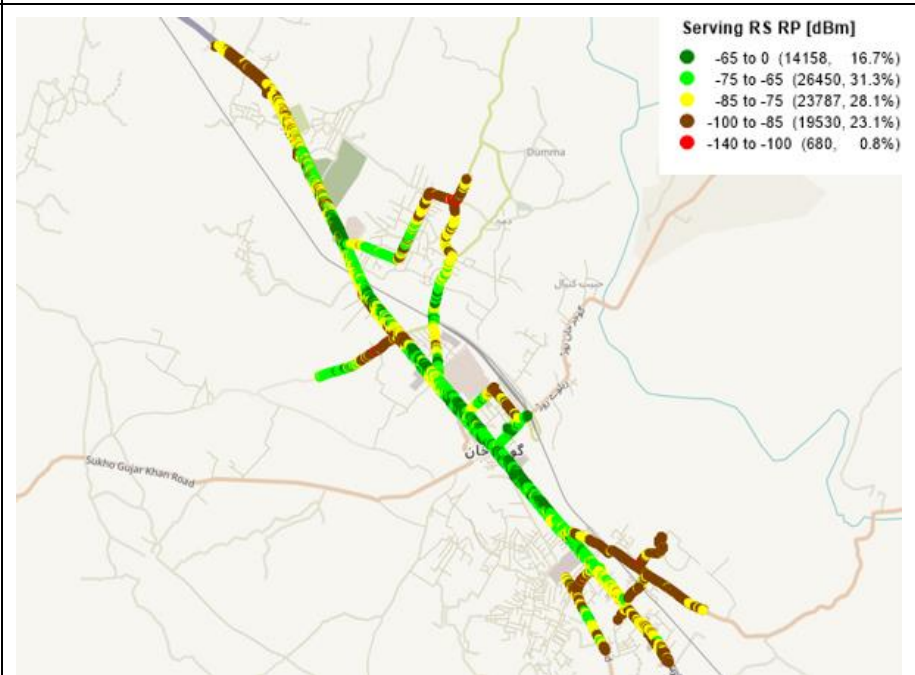 Serving RS RP [dBm]
-65 to 0 (14158, 16.7%)
-75 to -65 (26450, 31.3%)
-85 to -75 (23787, 28.1%)
-100 to -85 (19530, 23.1%)
-140 to -100 (680, 0.8%)
Dumma
حبیب کنیال
Sukho Gujar Khan Road